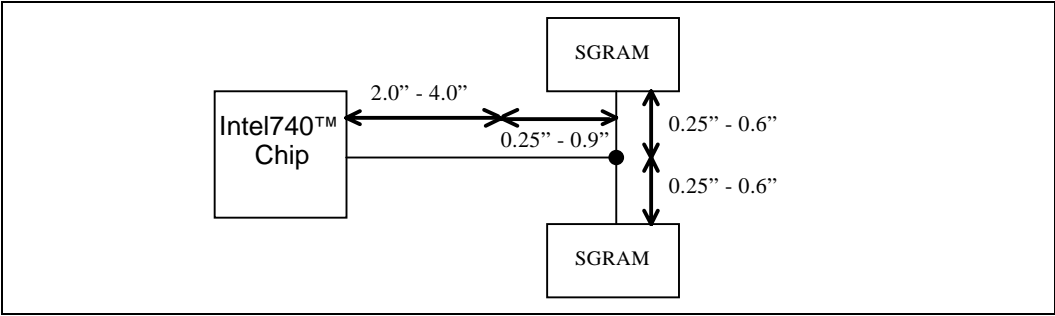 SGRAM
2.0” - 4.0”
Intel740™
Chip
0.25” - 0.9”
0.25” - 0.6”
0.25” - 0.6”
SGRAM